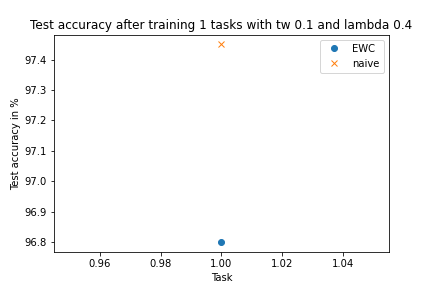 Test accuracy after training 1 tasks with tw 0.1 and lambda 0.4
EWC
naive
97.4
97.3
97.2
97.1
97.0
96.9
96.8
Test accuracy in %
0.96
0.98
1.00
1.02
1.04
Task